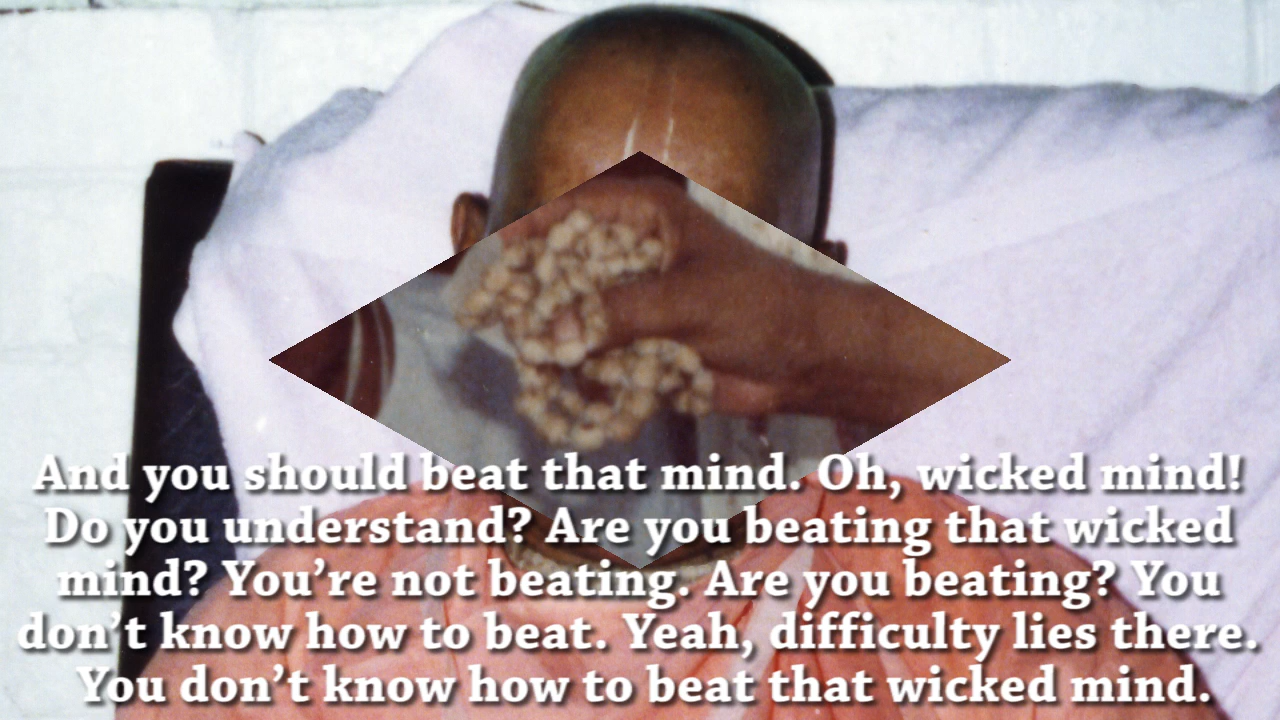 And you should beat that mind. Oh, wicked mind!
Do you understand? Are you beating that wicked
mind? You’re not beating. Are you beating? You
don’t know how to beat. Yeah, difficulty lies there.
You don’t know how to beat that wicked mind.